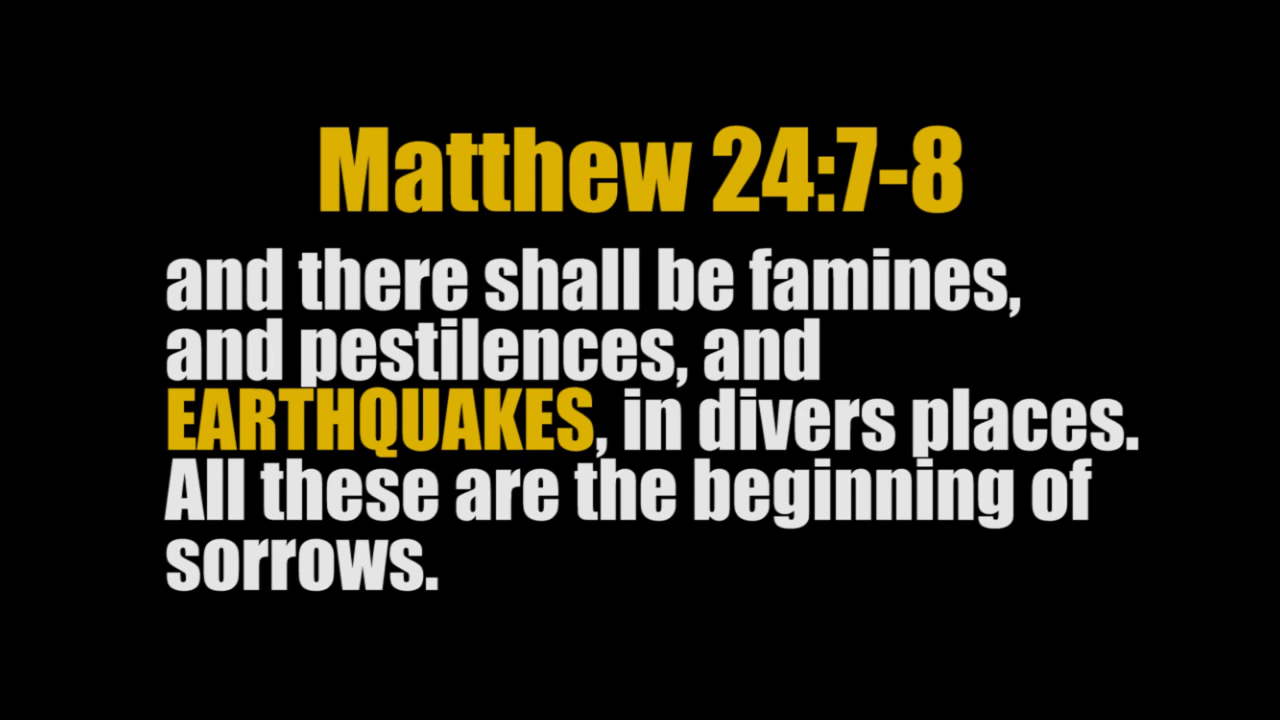 Matthew 24:7-8
and there shall be famines,
and pestilences, and
EARTHQUAKES, in divers places.
All these are the beginning of
sorrows.